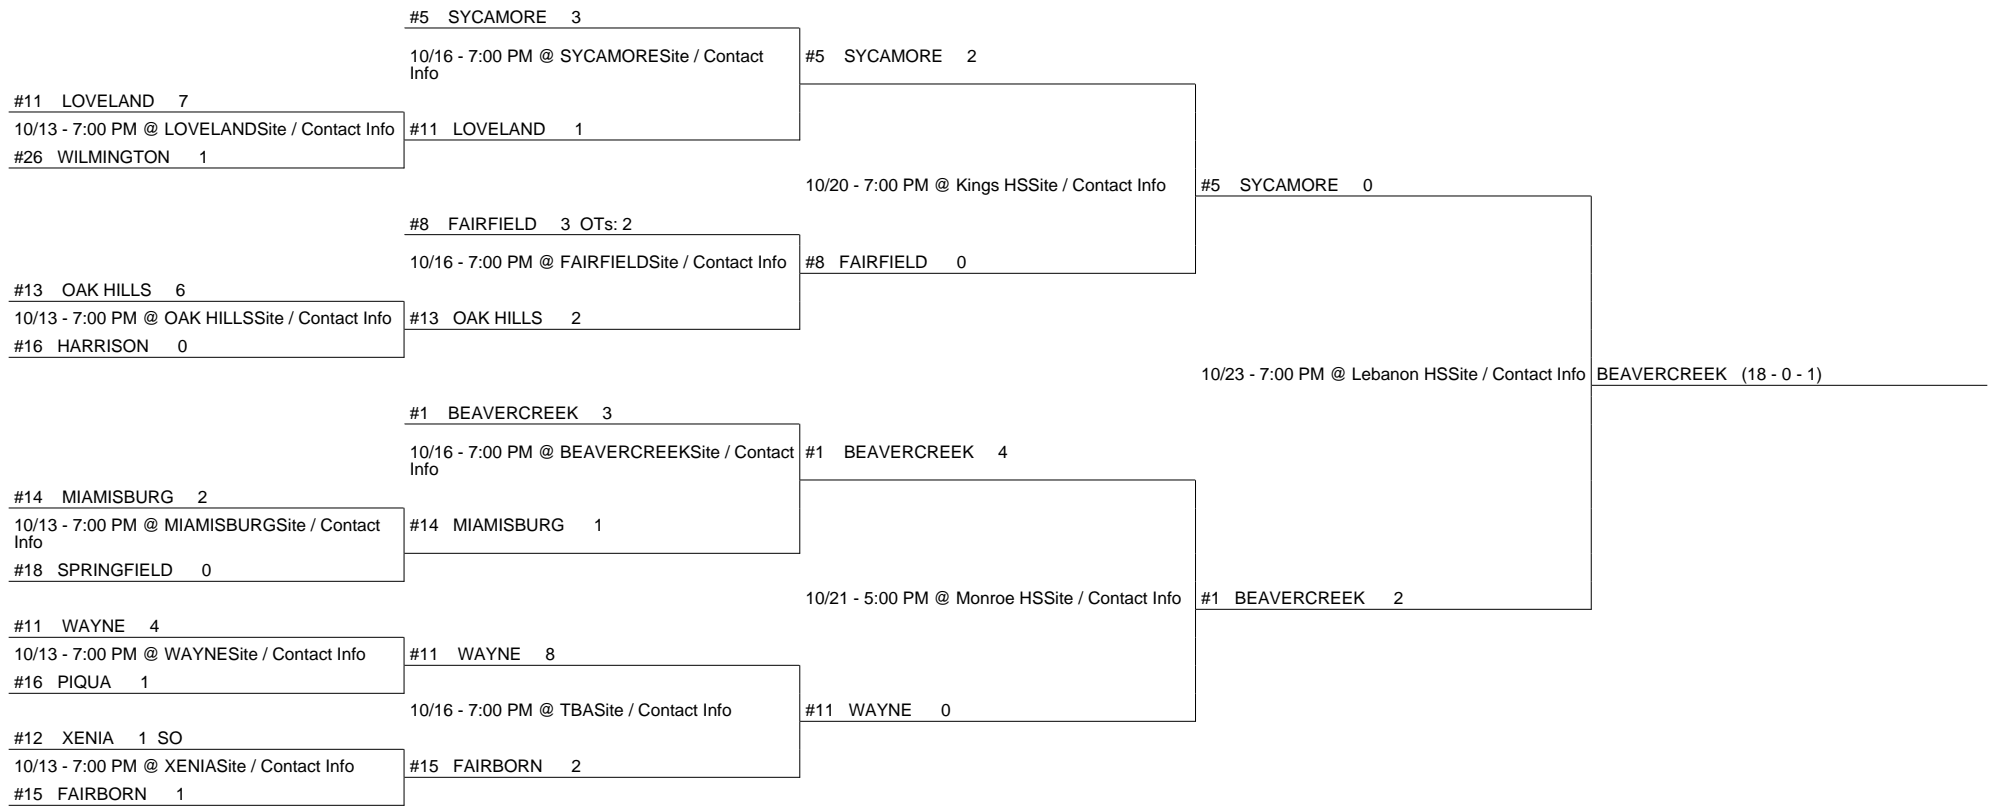 #5 SYCAMORE 3
10/16 - 7:00 PM @ SYCAMORESite / Contact
Info
#5 SYCAMORE 2
#11 LOVELAND 7
10/13 - 7:00 PM @ LOVELANDSite / Contact Info
#11 LOVELAND 1
#26 WILMINGTON 1
10/20 - 7:00 PM @ Kings HSSite / Contact Info
#5 SYCAMORE 0
#8 FAIRFIELD 3 OTs: 2
10/16 - 7:00 PM @ FAIRFIELDSite / Contact Info
#8 FAIRFIELD 0
#13 OAK HILLS 6
10/13 - 7:00 PM @ OAK HILLSSite / Contact Info
#13 OAK HILLS 2
#16 HARRISON 0
10/23 - 7:00 PM @ Lebanon HSSite / Contact Info
BEAVERCREEK (18 - 0 - 1)
#1 BEAVERCREEK 3
10/16 - 7:00 PM @ BEAVERCREEKSite / Contact
Info
#1 BEAVERCREEK 4
#14 MIAMISBURG 2
10/13 - 7:00 PM @ MIAMISBURGSite / Contact
Info
#14 MIAMISBURG 1
#18 SPRINGFIELD 0
10/21 - 5:00 PM @ Monroe HSSite / Contact Info
#1 BEAVERCREEK 2
#11 WAYNE 4
10/13 - 7:00 PM @ WAYNESite / Contact Info
#11 WAYNE 8
#16 PIQUA 1
10/16 - 7:00 PM @ TBASite / Contact Info
#11 WAYNE 0
#12 XENIA 1 SO
10/13 - 7:00 PM @ XENIASite / Contact Info
#15 FAIRBORN 2
#15 FAIRBORN 1